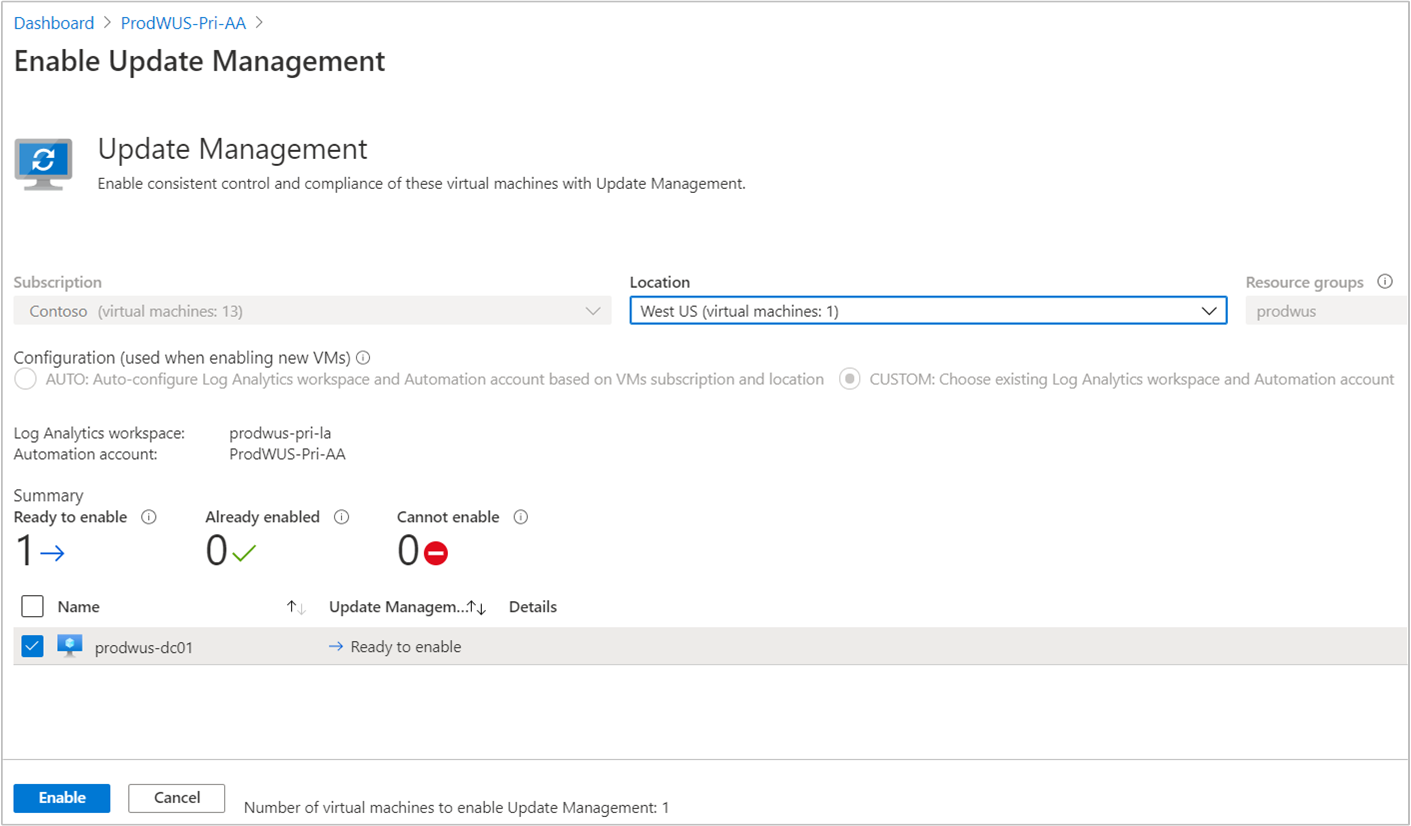 Dashboard > ProdWUS-Pri-AA >
Enable Update Management
Update Management
Enable consistent control and compliance of these virtual machines with Update Management.
Subscription Location Resource groups
Contoso (virtual machines: 13) West US (virtual machines: 1) prodwus
Configuration (used when enabling new VMs)
AUTO: Auto-configure Log Analytics workspace and Automation account based on VMs subscription and location CUSTOM: Choose existing Log Analytics workspace and Automation account
Log Analytics workspace: prodwus-pri-la
Automation account: ProdWUS-Pri-AA
Summary
Ready to enable Already enabled Cannot enable
1 0 0
Name Update Managem... Details
prodwus-dc01 Ready to enable
Enable Cancel Number of virtual machines to enable Update Management: 1